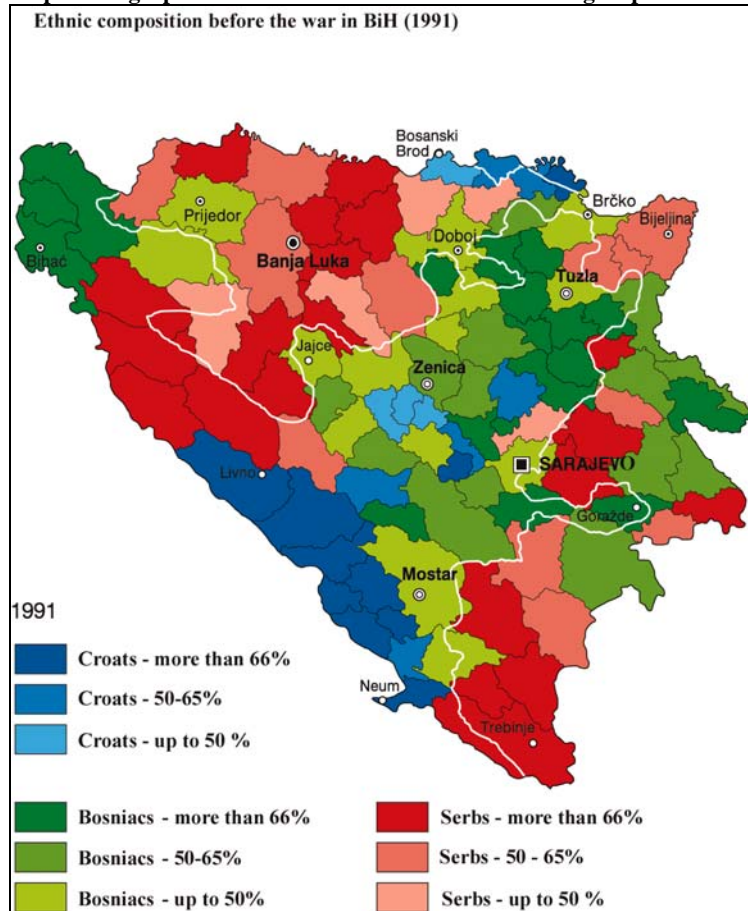 Ethnic composition before the war in BiH (1991)
Bosanski
Brod
Brčko
Bijeljina
Prijedor
Doboj
Bihać
Banja Luka
Tuzla
Jajce
Zenica
Livno
SARAJEVO
Goražde
Mostar
1991
Croats - more than 66%
Croats - 50-65%
Neum
Croats - up to 50 %
Trebinje
Bosniacs - more than 66%
Serbs - more than 66%
Bosniacs - 50-65%
Serbs - 50 - 65%
Bosniacs - up to 50%
Serbs - up to 50 %